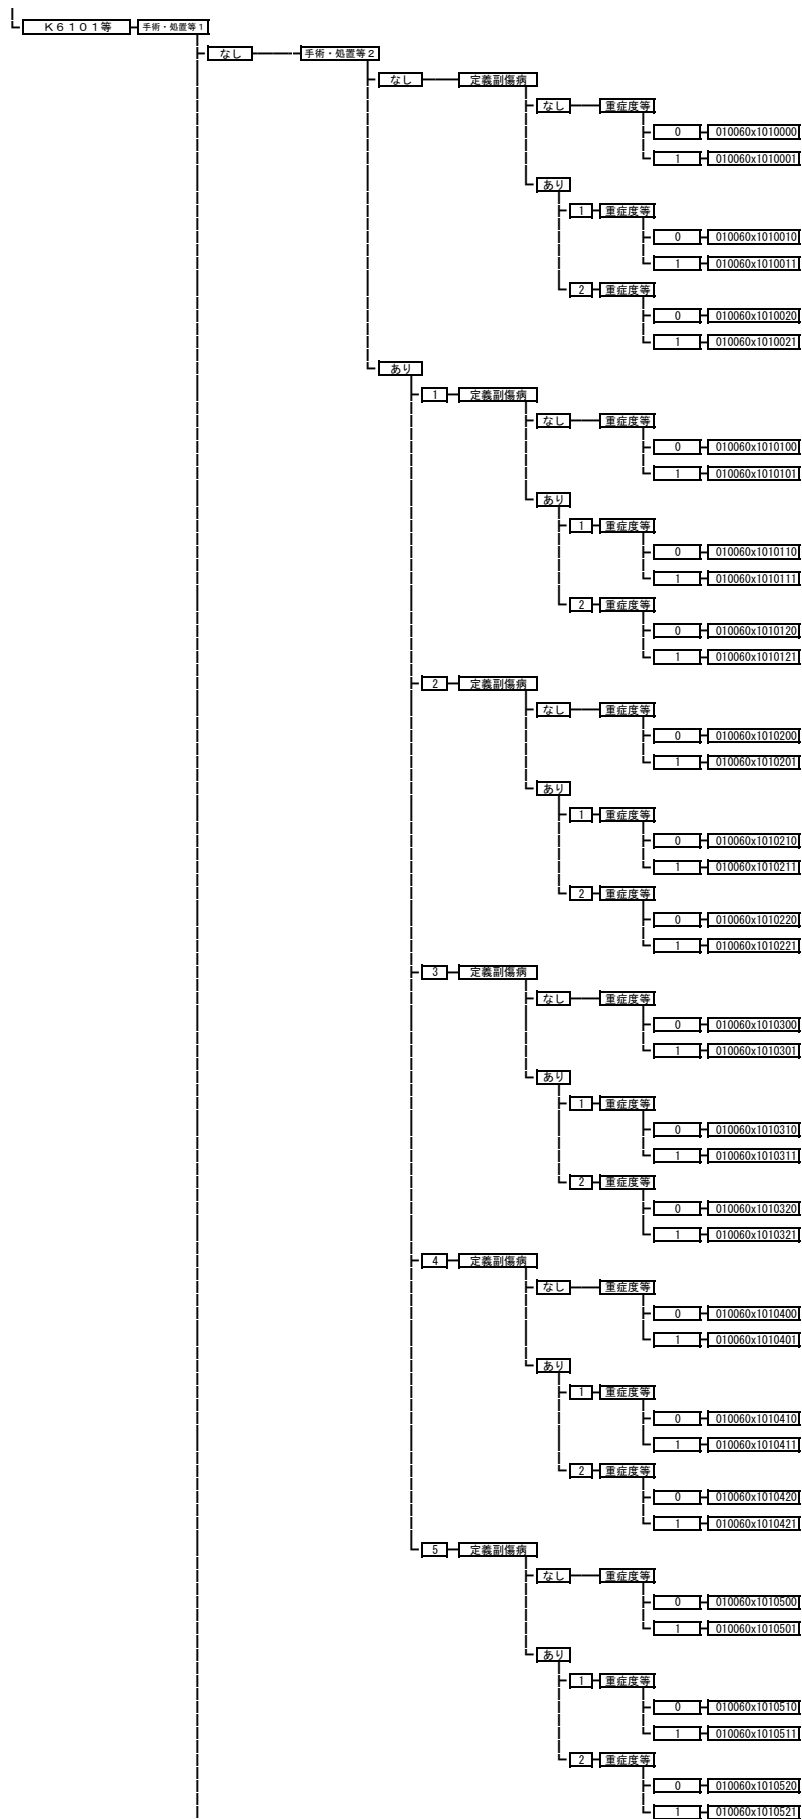 K6101等 手術・処置等1
なし 手術・処置等2
なし 定義副傷病
なし 重症度等
0 010060x1010000
1 010060x1010001
あり
1 重症度等
0 010060x1010010
1 010060x1010011
2 重症度等
0 010060x1010020
1 010060x1010021
あり
1 定義副傷病
なし 重症度等
0 010060x1010100
1 010060x1010101
あり
1 重症度等
0 010060x1010110
1 010060x1010111
2 重症度等
0 010060x1010120
1 010060x1010121
2 定義副傷病
なし 重症度等
0 010060x1010200
1 010060x1010201
あり
1 重症度等
0 010060x1010210
1 010060x1010211
2 重症度等
0 010060x1010220
1 010060x1010221
3 定義副傷病
なし 重症度等
0 010060x1010300
1 010060x1010301
あり
1 重症度等
0 010060x1010310
1 010060x1010311
2 重症度等
0 010060x1010320
1 010060x1010321
4 定義副傷病
なし 重症度等
0 010060x1010400
1 010060x1010401
あり
1 重症度等
0 010060x1010410
1 010060x1010411
2 重症度等
0 010060x1010420
1 010060x1010421
5 定義副傷病
なし 重症度等
0 010060x1010500
1 010060x1010501
あり
1 重症度等
0 010060x1010510
1 010060x1010511
2 重症度等
0 010060x1010520
1 010060x1010521